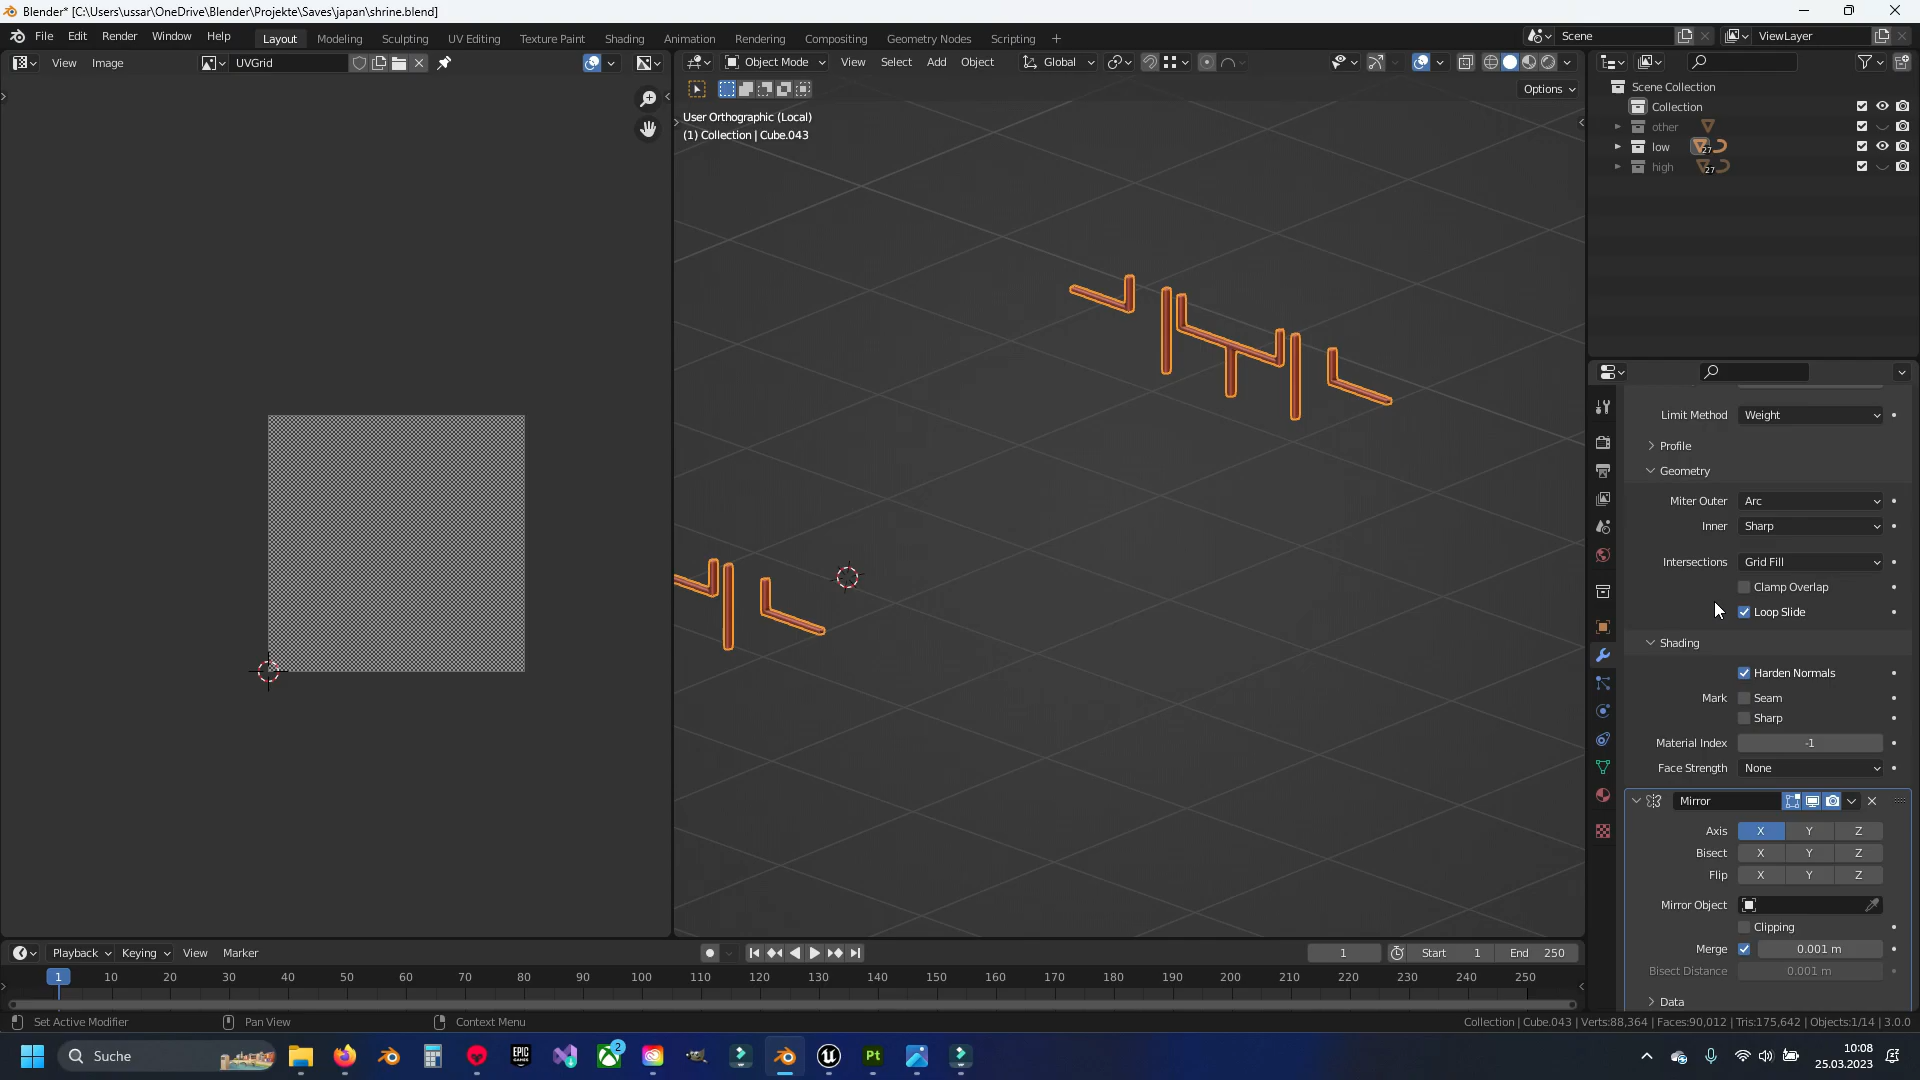 Blender* [C:\Users\ussar\OneDrive\Blender\Projekte\Saves\japan\shrine.blend]
File Edit Render Window Help Layout Modeling Sculpting UV Editing Texture Paint Shading Animation Rendering Compositing Geometry Nodes Scripting + Scene ViewLayer
View Image UVGrid
Object Mode View Select Add Object Global
Options
User Orthographic (Local)
(1) Collection | Cube.043
Scene Collection
Collection
other
low 27
high 27
Limit Method Weight
Profile
Geometry
Miter Outer Arc
Inner Sharp
Intersections Grid Fill
Clamp Overlap
Loop Slide
Shading
Harden Normals
Mark Seam
Sharp
Material Index -1
Face Strength None
Mirror
Axis X Y Z
Bisect X Y Z
Flip X Y Z
Mirror Object
Clipping
Merge 0.001 m
Bisect Distance 0.001 m
Data
Playback Keying View Marker 1 Start 1 End 250
1 10 20 30 40 50 60 70 80 90 100 110 120 130 140 150 160 170 180 190 200 210 220 230 240 250
Set Active Modifier Pan View Context Menu Collection | Cube.043 | Verts:88,364 | Faces:90,012 | Tris:175,642 | Objects:1/14 | 3.0.0
Suche EPIC GAMES 2 Pt
10:08
25.03.2023